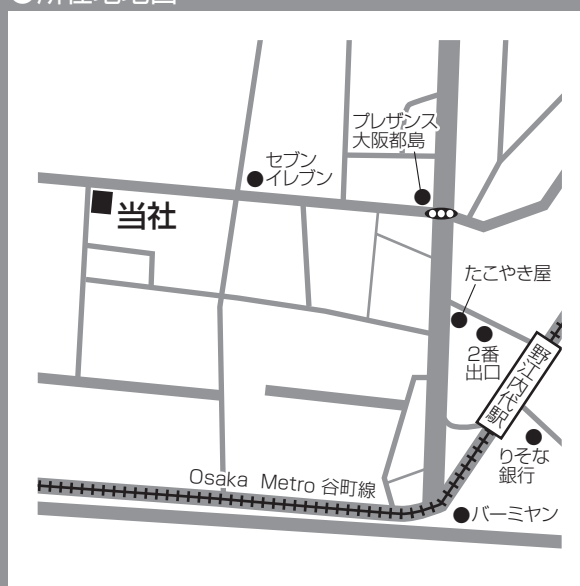 ●所在地地図
プレザンス
大阪都島
セブン
イレブン
当社
たこやき屋
2番
出口
野江内代駅
りそな
銀行
Osaka Metro 谷町線
バーミヤン